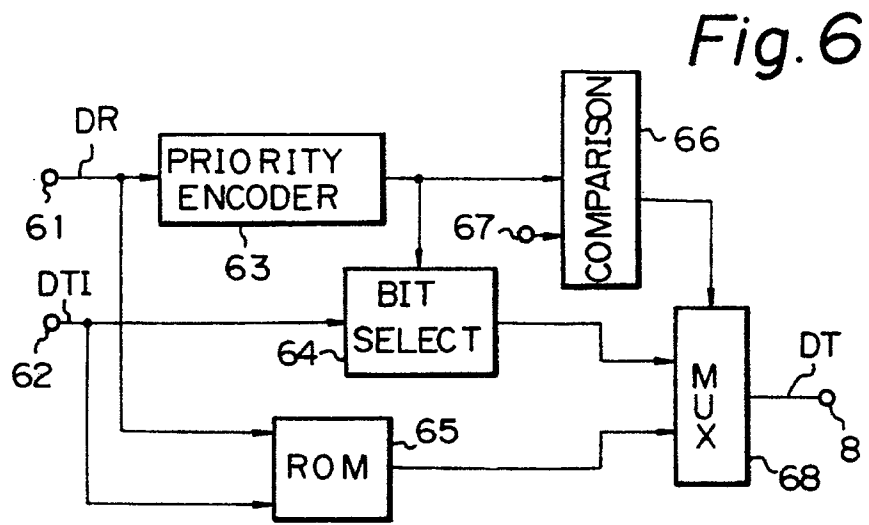 Fig. 6
DR
PRIORITY
ENCODER
COMPARISON
66
61
63
67
DTI
BIT
SELECT
62
64
MUX
DT
65
ROM
68
8